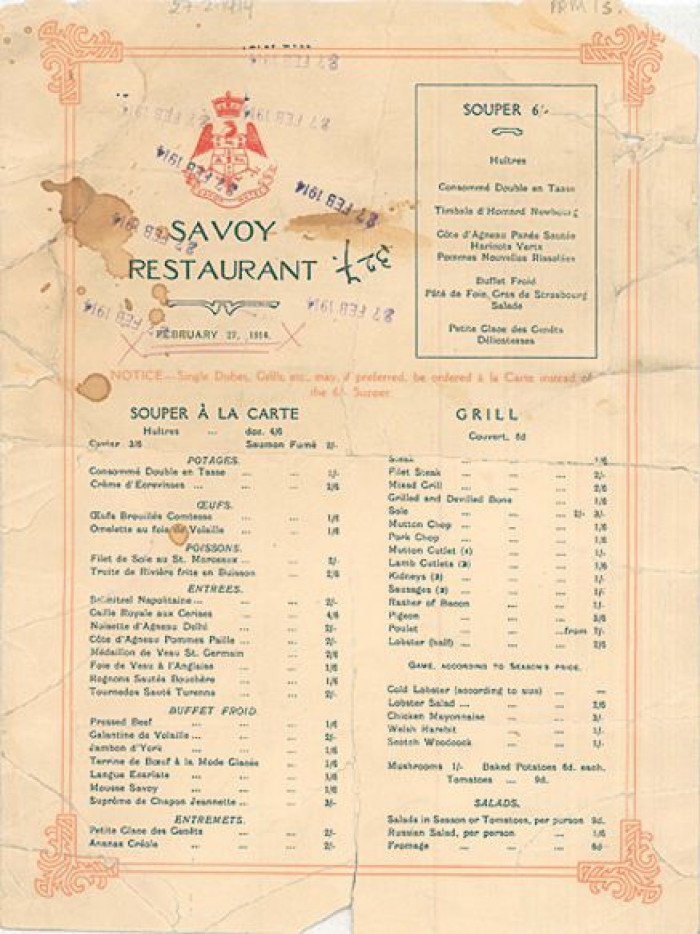 27-2-1914
27 FEB 1914
27 FEB 1914
27 FEB 1914
27 FEB 1914
27 FEB 1914
27 FEB 1914
27 FEB 1914
27 FEB 1914
SAVOY
RESTAURANT
327.
FEBRUARY 27, 1914.
SOUPER 6/-
Huîtres
Consommé Double en Tasse
Timbale d'Homard Newbourg
Côte d'Agneau Panée Sautée
Haricots Verts
Pommes Nouvelles Rissolées
Buffet Froid
Pâté de Foie Gras de Strasbourg
Salade
Petite Glace des Genêts
Délicatesses
NOTICE—Single Dishes, Grills, etc., may, if preferred, be ordered à la Carte instead of
the 6/- Supper.
SOUPER À LA CARTE
Huîtres ... doz. 4/6
Caviar 3/6 Saumon Fumé 2/-
POTAGES.
Consommé Double en Tasse ... ... 1/-
Crème d'Ecrevisses ... ... ... 2/6
ŒUFS.
Œufs Brouillés Comtesse ... ... 1/6
Omelette au foie de Volaille ... ... 1/6
POISSONS.
Filet de Sole au St. Morceaux ... ... 2/-
Truite de Rivière frite en Buisson ... 2/6
ENTREES.
Schnitzel Napolitaine ... ... ... 2/-
Caille Royale aux Cerises ... ... 4/6
Noisette d'Agneau Delhi ... ... 2/-
Côte d'Agneau Pommes Paille ... ... 2/-
Médaillon de Veau St. Germain ... 2/6
Foie de Veau à l'Anglaise ... ... 1/6
Rognons Sautés Bouchère ... ... 1/6
Tournedos Sauté Turenne ... ... 2/-
BUFFET FROID.
Pressed Beef ... ... ... 1/6
Galantine de Volaille ... ... ... 2/-
Jambon d'York ... ... ... 1/6
Terrine de Bœuf à la Mode Glacée ... 1/6
Langue Ecarlate ... ... ... 1/6
Mousse Savoy ... ... ... 1/6
Suprême de Chapon Jeannette ... ... 3/-
ENTREMETS.
Petite Glace des Genêts ... ... 2/-
Ananas Créole ... ... ... 2/-
GRILL
Couvert, 6d
Steak ... ... 1/6
Filet Steak ... ... ... 2/-
Mixed Grill ... ... ... 2/6
Grilled and Devilled Bone ... 1/6
Sole ... ... 2/- 3/-
Mutton Chop ... ... ... 1/6
Pork Chop ... ... ... 1/6
Mutton Cutlet (1) ... ... 1/-
Lamb Cutlets (2) ... ... 1/6
Kidneys (2) ... ... ... 1/-
Sausages (2) ... ... ... 1/-
Rasher of Bacon ... ... 1/-
Pigeon ... ... 3/6
Poulet ... ...from 7/-
Lobster (half) ... ... ... 2/6
GAME, ACCORDING TO SEASON'S PRICE.
Cold Lobster (according to size) ... ...
Lobster Salad ... ... ... 2/6
Chicken Mayonnaise ... ... 3/-
Welsh Rarebit ... ... 1/-
Scotch Woodcock ... ... 1/-
Mushrooms 1/- Baked Potatoes 6d. each.
Tomatoes ... 9d.
SALADS.
Salads in Season or Tomatoes, per person 9d.
Russian Salad, per person ... 1/6
Fromage ... ... ... 6d